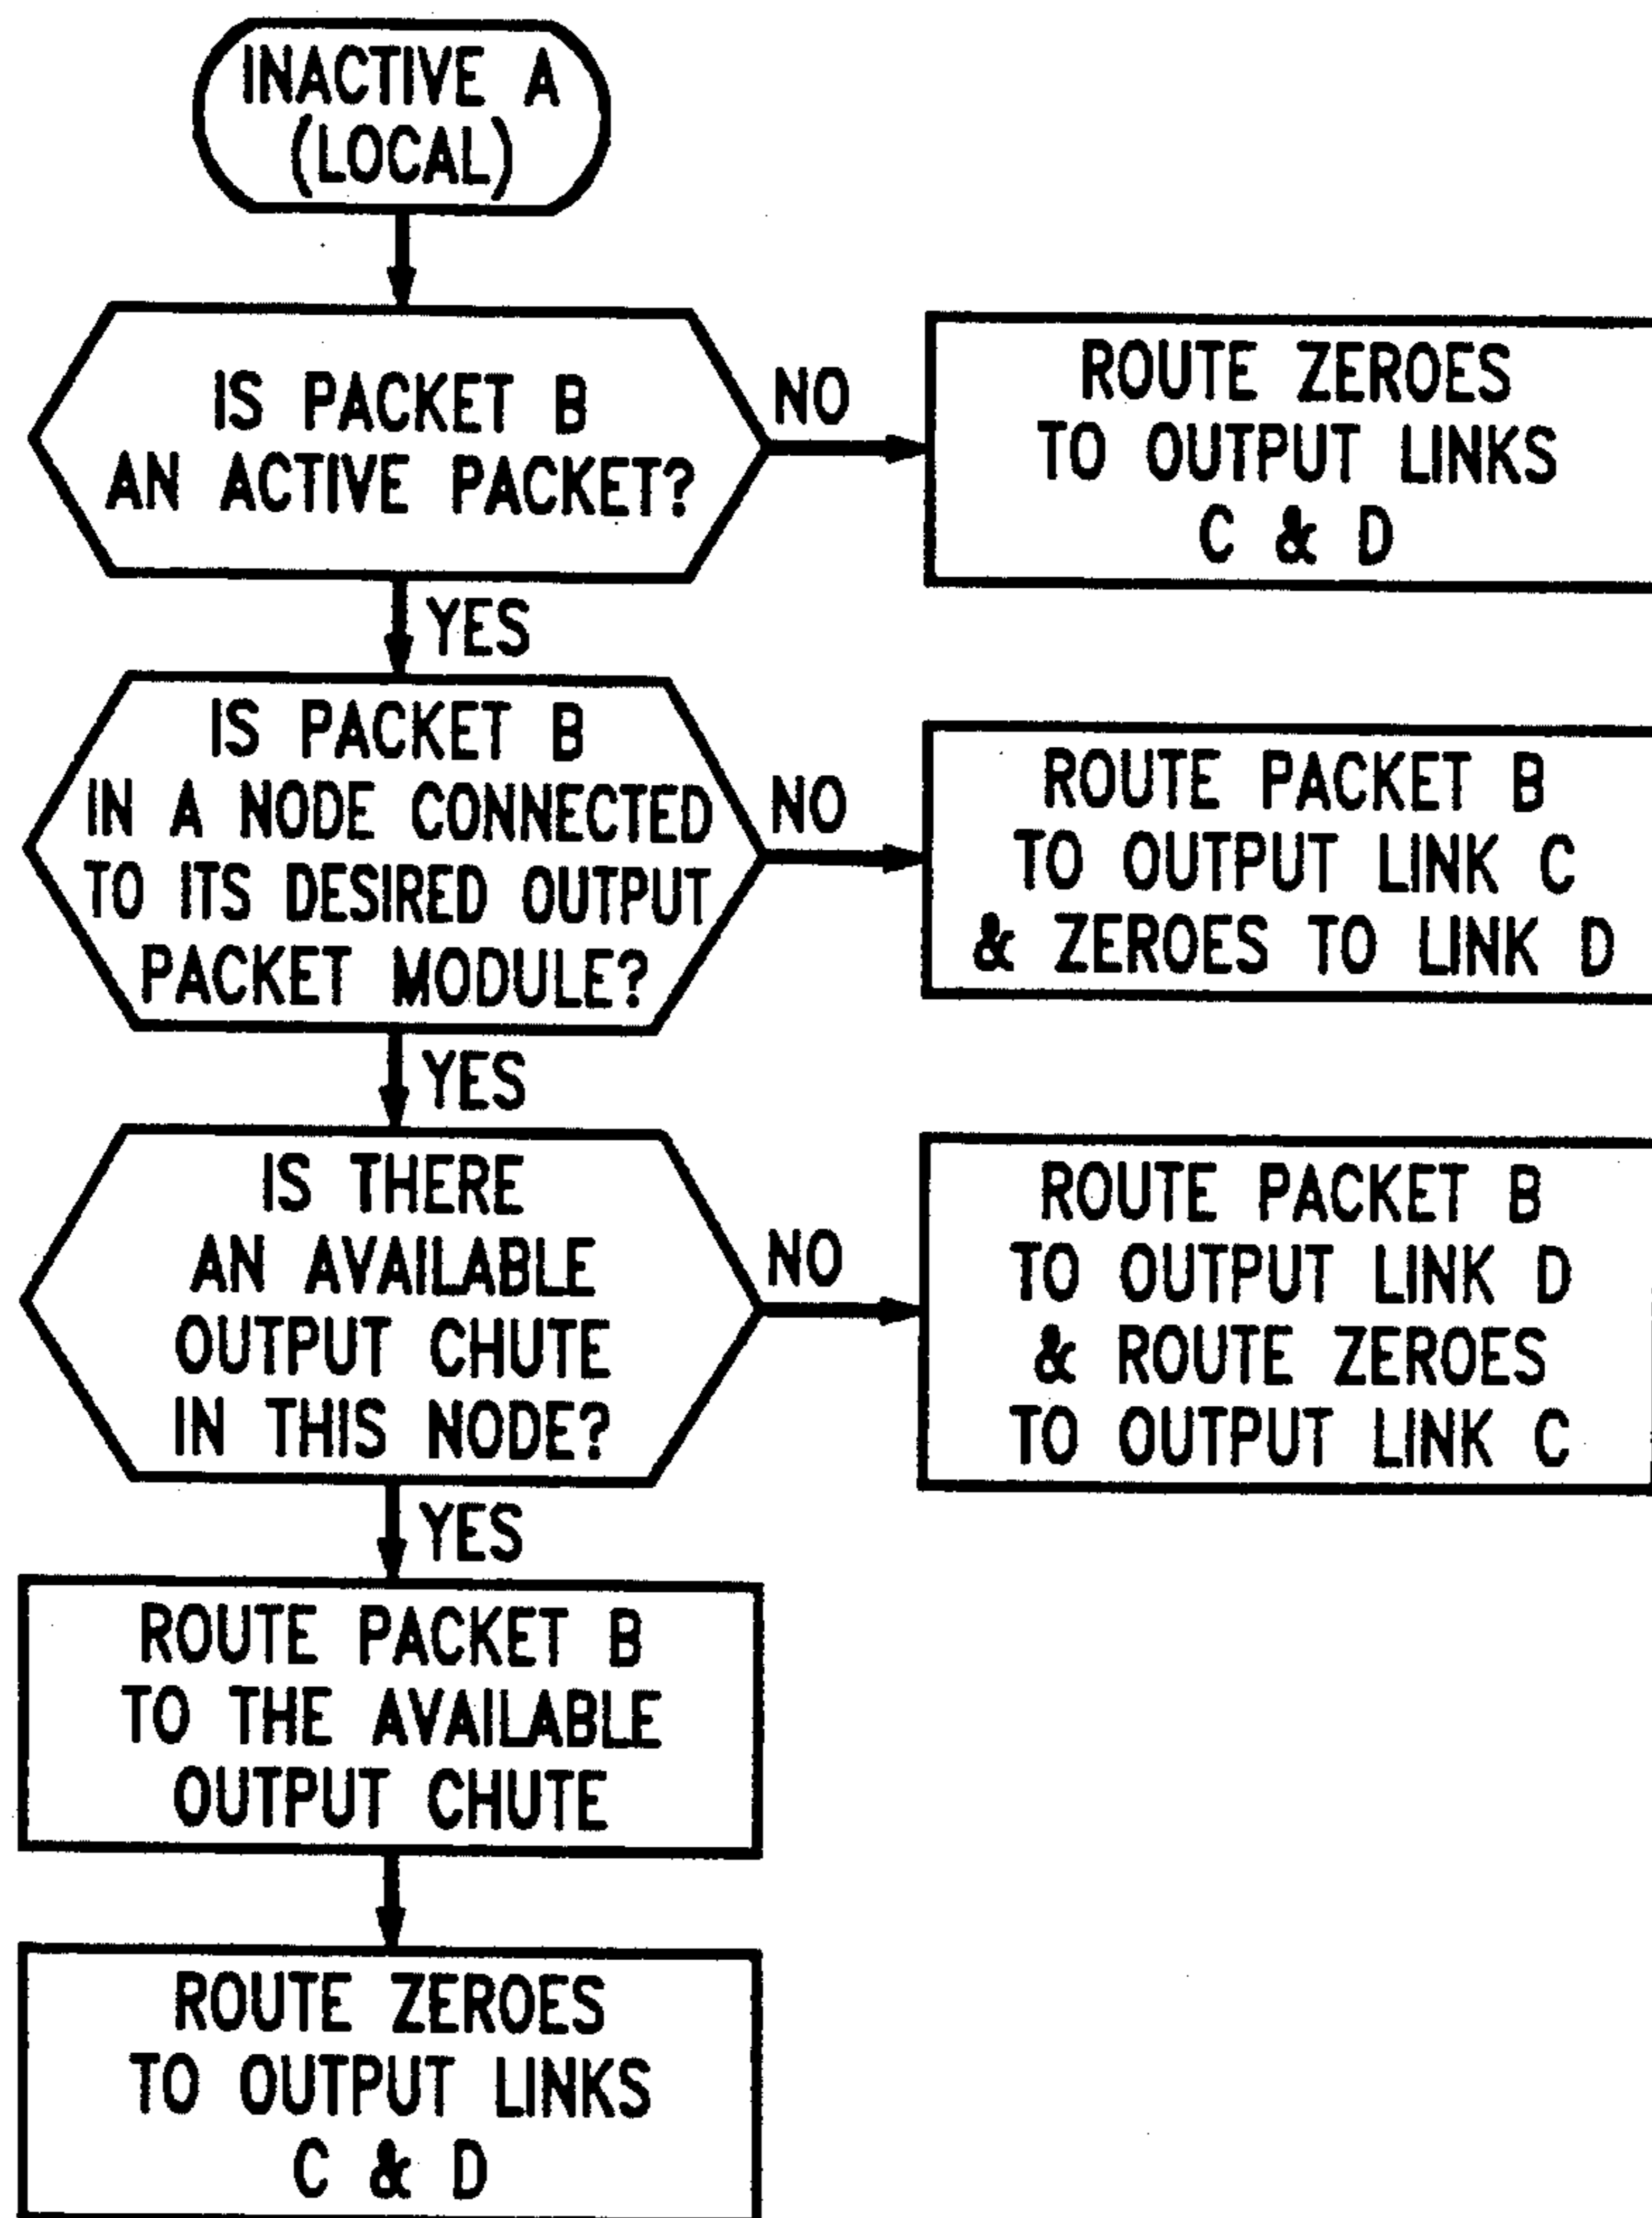 INACTIVE A
(LOCAL)
IS PACKET B
AN ACTIVE PACKET?
NO
ROUTE ZEROES
TO OUTPUT LINKS
C & D
YES
IS PACKET B
IN A NODE CONNECTED
TO ITS DESIRED OUTPUT
PACKET MODULE?
NO
ROUTE PACKET B
TO OUTPUT LINK C
& ZEROES TO LINK D
YES
IS THERE
AN AVAILABLE
OUTPUT CHUTE
IN THIS NODE?
NO
ROUTE PACKET B
TO OUTPUT LINK D
& ROUTE ZEROES
TO OUTPUT LINK C
YES
ROUTE PACKET B
TO THE AVAILABLE
OUTPUT CHUTE
ROUTE ZEROES
TO OUTPUT LINKS
C & D